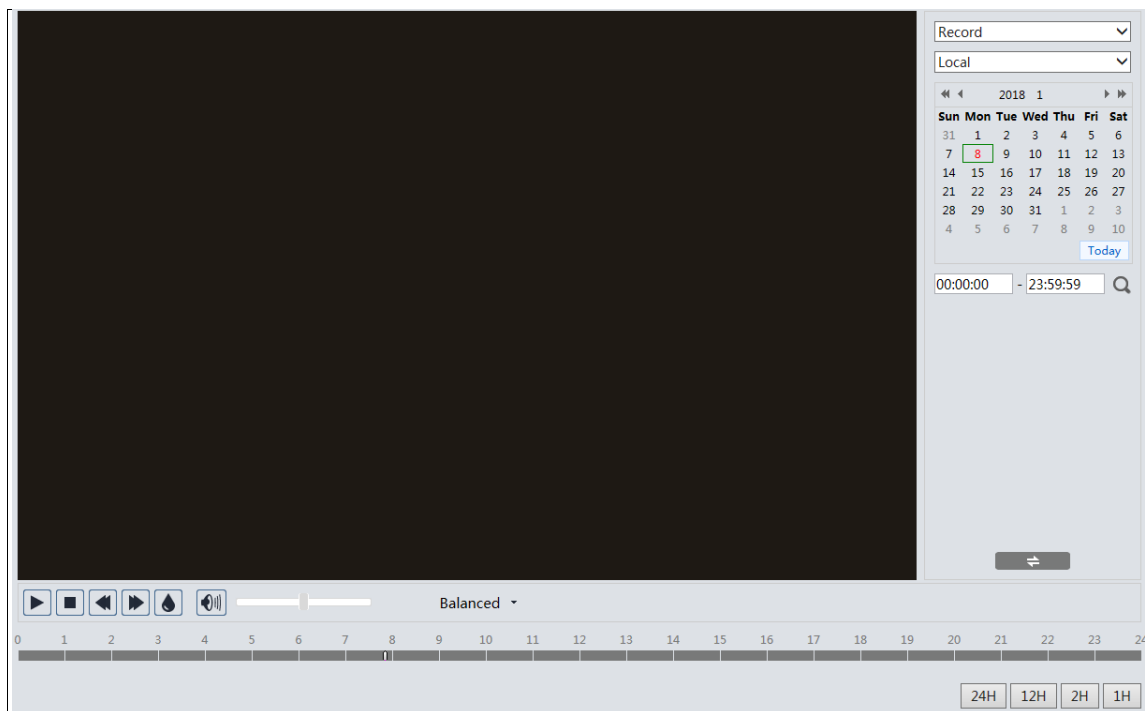 Record
Local
2018 1
Sun Mon Tue Wed Thu Fri Sat
31 1 2 3 4 5 6
7 8 9 10 11 12 13
14 15 16 17 18 19 20
21 22 23 24 25 26 27
28 29 30 31 1 2 3
4 5 6 7 8 9 10
Today
00:00:00 - 23:59:59
Balanced
0 1 2 3 4 5 6 7 8 9 10 11 12 13 14 15 16 17 18 19 20 21 22 23 24
24H 12H 2H 1H